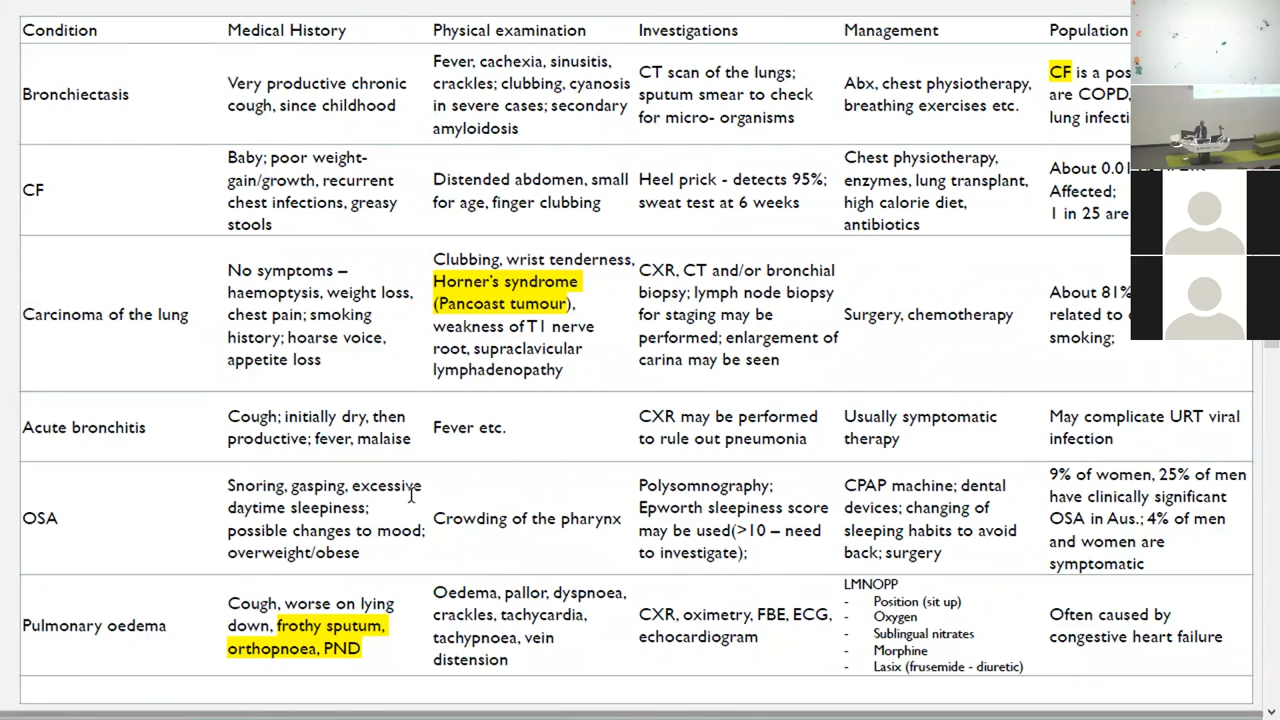 Condition
Medical History
Physical examination
Investigations
Management
Population
Bronchiectasis
Very productive chronic
cough, since childhood
Fever, cachexia, sinusitis,
crackles; clubbing, cyanosis
in severe cases; secondary
amyloidosis
CT scan of the lungs;
sputum smear to check
for micro- organisms
Abx, chest physiotherapy,
breathing exercises etc.
CF is a
are COPD,
lung
CF
Baby; poor weight-
gain/growth, recurrent
chest infections, greasy
stools
Distended abdomen, small
for age, finger clubbing
Heel prick - detects 95%;
sweat test at 6 weeks
Chest physiotherapy,
enzymes, lung transplant,
high calorie diet,
antibiotics
About
Affected;
1 in 25 are
Carcinoma of the lung
No symptoms –
haemoptysis, weight loss,
chest pain; smoking
history; hoarse voice,
appetite loss
Clubbing, wrist tenderness,
Horner's syndrome
(Pancoast tumour),
weakness of T1 nerve
root, supraclavicular
lymphadenopathy
CXR, CT and/or bronchial
biopsy; lymph node biopsy
for staging may be
performed; enlargement of
carina may be seen
Surgery, chemotherapy
About 81%
related to
smoking;
Acute bronchitis
Cough; initially dry, then
productive; fever, malaise
Fever etc.
CXR may be performed
to rule out pneumonia
Usually symptomatic
therapy
May complicate URT viral
infection
OSA
Snoring, gasping, excessive
daytime sleepiness;
possible changes to mood;
overweight/obese
Crowding of the pharynx
Polysomnography;
Epworth sleepiness score
may be used(>10 – need
to investigate);
CPAP machine; dental
devices; changing of
sleeping habits to avoid
back; surgery
9% of women, 25% of men
have clinically significant
OSA in Aus.; 4% of men
and women are
symptomatic
Pulmonary oedema
Cough, worse on lying
down, frothy sputum,
orthopnoea, PND
Oedema, pallor, dyspnoea,
crackles, tachycardia,
tachypnoea, vein
distension
CXR, oximetry, FBE, ECG,
echocardiogram
LMNOPP
- Position (sit up)
- Oxygen
- Sublingual nitrates
- Morphine
- Lasix (frusemide - diuretic)
Often caused by
congestive heart failure